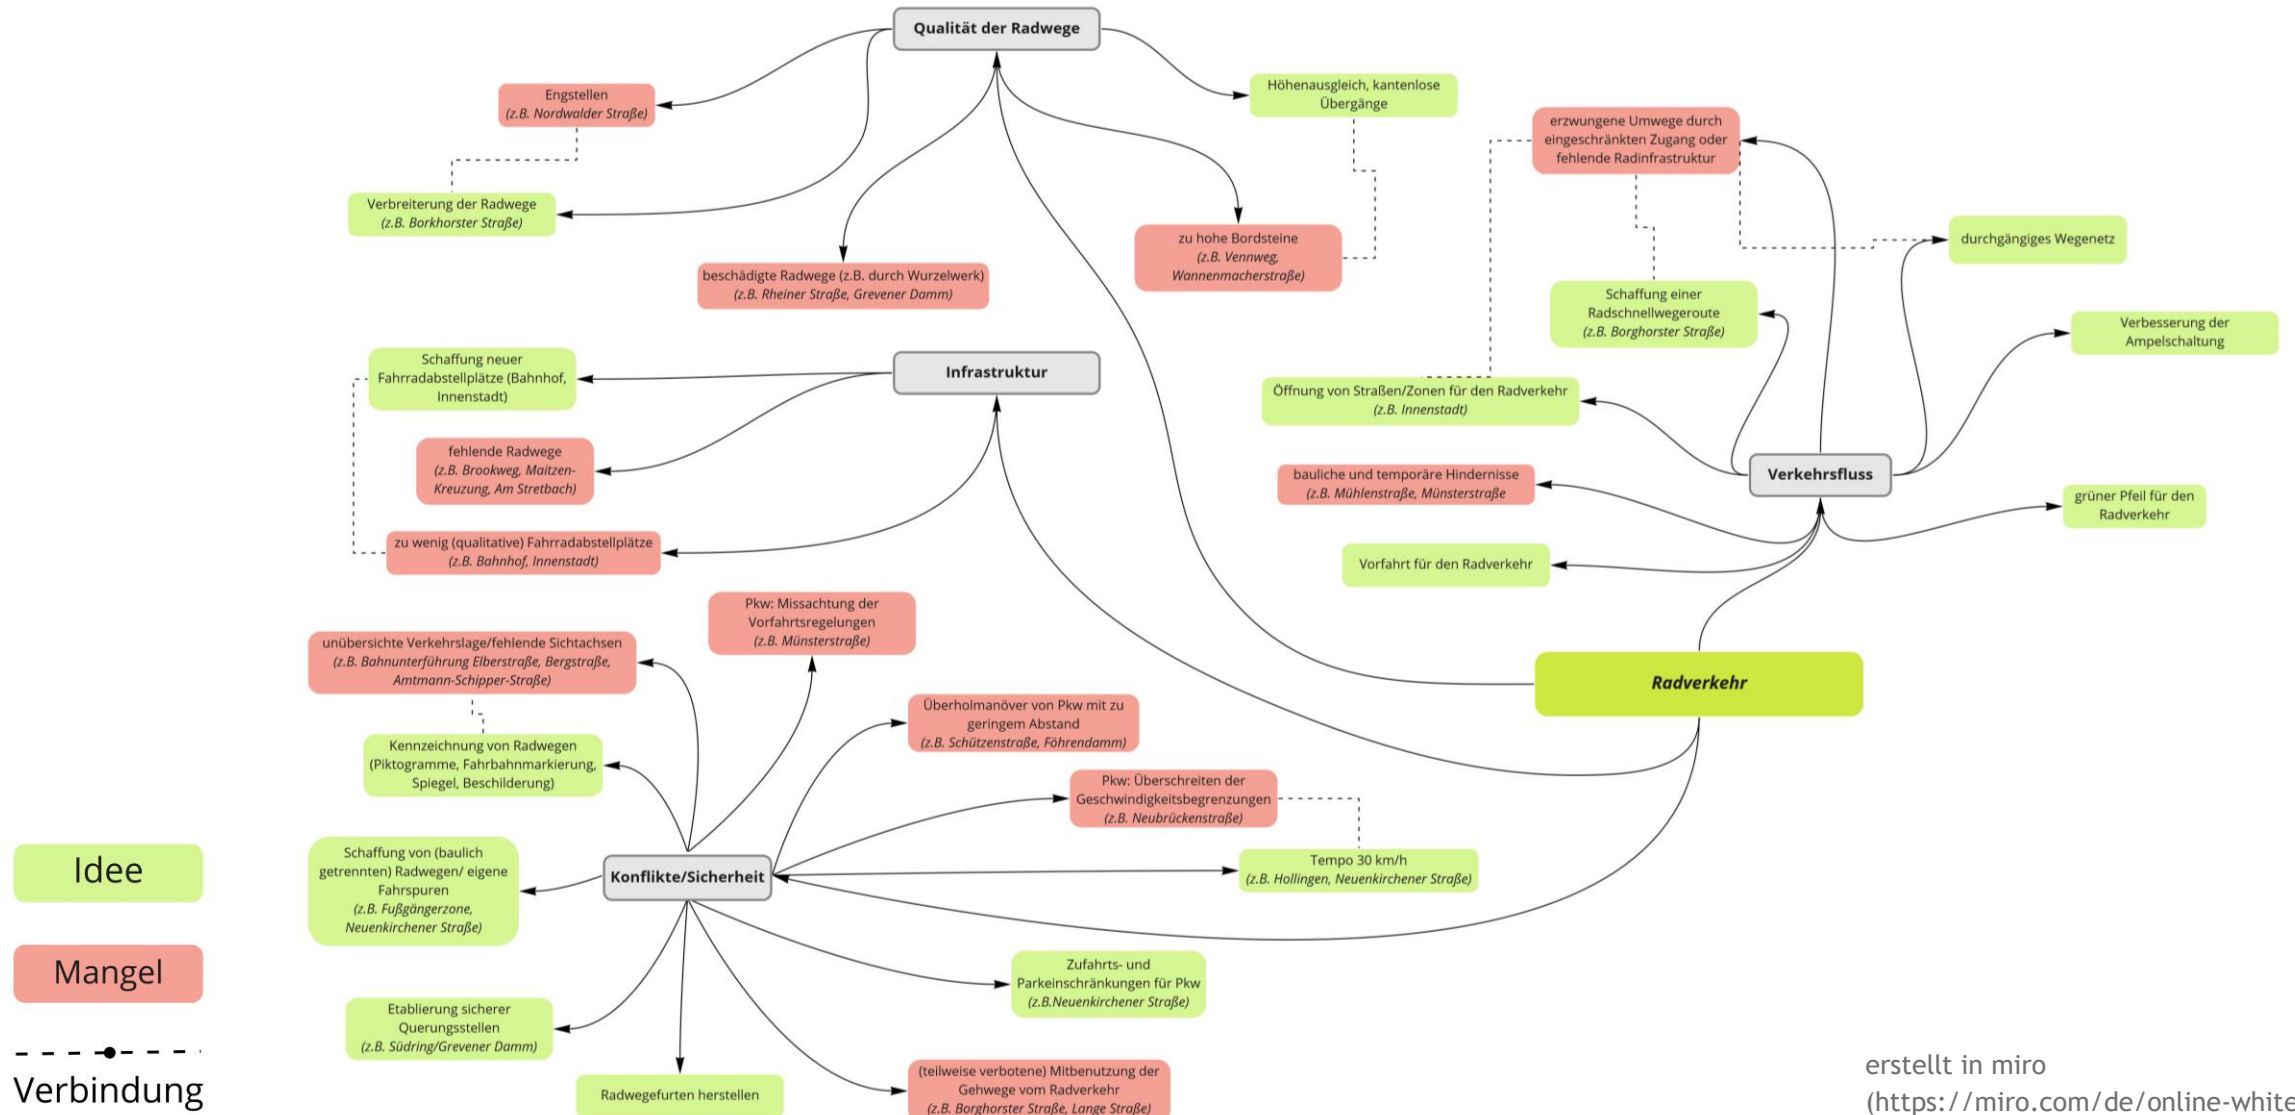 Qualität der Radwege
Engstellen
(z.B. Nordwalder Straße)
Verbreiterung der Radwege
(z.B. Borkhorster Straße)
beschädigte Radwege (z.B. durch Wurzelwerk)
(z.B. Rheiner Straße, Grevener Damm)
Höhenausgleich, kantenlose
Übergänge
zu hohe Bordsteine
(z.B. Vennweg,
Wannenmacherstraße)
erzwungene Umwege durch
eingeschränkten Zugang oder
fehlende Radinfrastruktur
durchgängiges Wegenetz
Schaffung einer
Radschnellwegeroute
(z.B. Borghorster Straße)
Verbesserung der
Ampelschaltung
Öffnung von Straßen/Zonen für den Radverkehr
(z.B. Innenstadt)
Verkehrsfluss
bauliche und temporäre Hindernisse
(z.B. Mühlenstraße, Münsterstraße
grüner Pfeil für den
Radverkehr
Vorfahrt für den Radverkehr
Radverkehr
Infrastruktur
Schaffung neuer
Fahrradabstellplätze (Bahnhof,
Innenstadt)
fehlende Radwege
(z.B. Brookweg, Maitzen-
Kreuzung, Am Stretbach)
zu wenig (qualitative) Fahrradabstellplätze
(z.B. Bahnhof, Innenstadt)
Pkw: Missachtung der
Vorfahrtsregelungen
(z.B. Münsterstraße)
unübersichte Verkehrslage/fehlende Sichtachsen
(z.B. Bahnunterführung Elberstraße, Bergstraße,
Amtmann-Schipper-Straße)
Überholmanöver von Pkw mit zu
geringem Abstand
(z.B. Schützenstraße, Föhrendamm)
Kennzeichnung von Radwegen
(Piktogramme, Fahrbahnmarkierung,
Spiegel, Beschilderung)
Pkw: Überschreiten der
Geschwindigkeitsbegrenzungen
(z.B. Neubrückenstraße)
Schaffung von (baulich
getrennten) Radwegen/ eigene
Fahrspuren
(z.B. Fußgängerzone,
Neuenkirchener Straße)
Konflikte/Sicherheit
Tempo 30 km/h
(z.B. Hollingen, Neuenkirchener Straße)
Zufahrts- und
Parkeinschränkungen für Pkw
(z.B.Neuenkirchener Straße)
Etablierung sicherer
Querungsstellen
(z.B. Südring/Grevener Damm)
Radwegefurten herstellen
(teilweise verbotene) Mitbenutzung der
Gehwege vom Radverkehr
(z.B. Borghorster Straße, Lange Straße)
Idee
Mangel
Verbindung
erstellt in miro
(https://miro.com/de/online-white